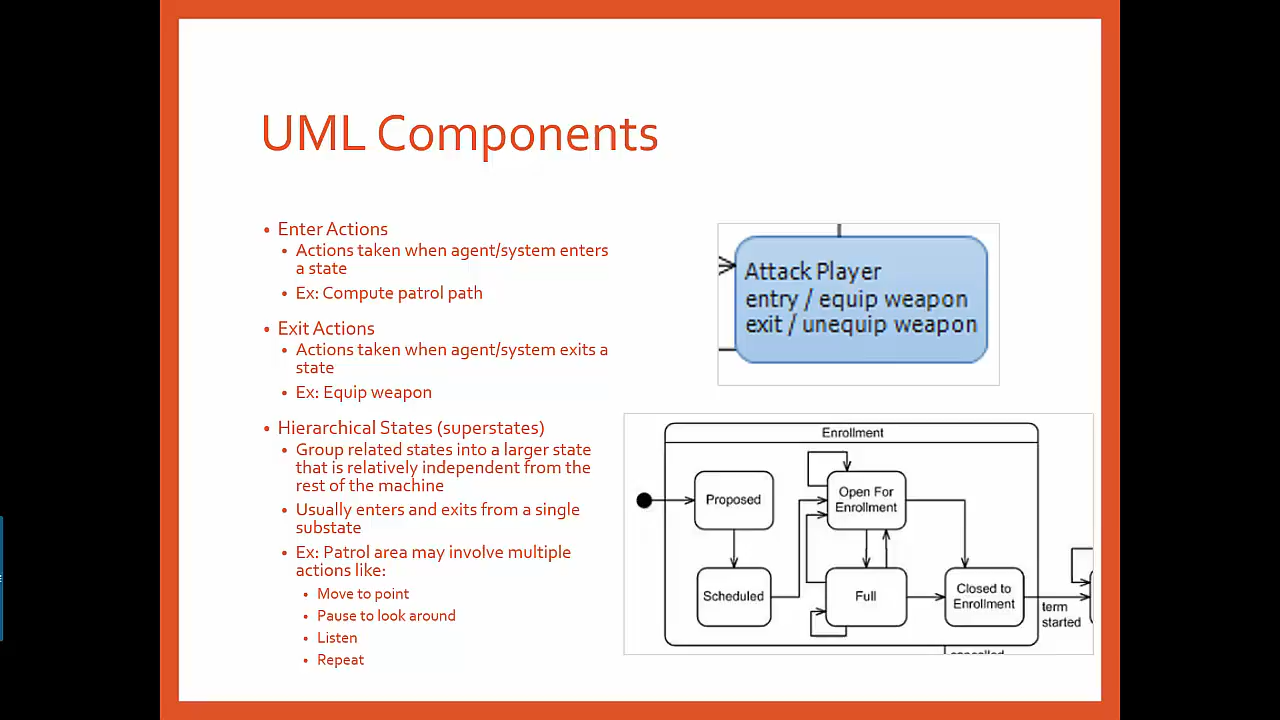 UML Components
• Enter Actions
• Actions taken when agent/system enters
a state
• Ex: Compute patrol path
• Exit Actions
• Actions taken when agent/system exits a
state
• Ex: Equip weapon
• Hierarchical States (superstates)
• Group related states into a larger state
that is relatively independent from the
rest of the machine
• Usually enters and exits from a single
substate
• Ex: Patrol area may involve multiple
actions like:
• Move to point
• Pause to look around
• Listen
• Repeat
Attack Player
entry / equip weapon
exit / unequip weapon
Enrollment
Proposed
Open For
Enrollment
Scheduled
Full
Closed to
Enrollment
term
started